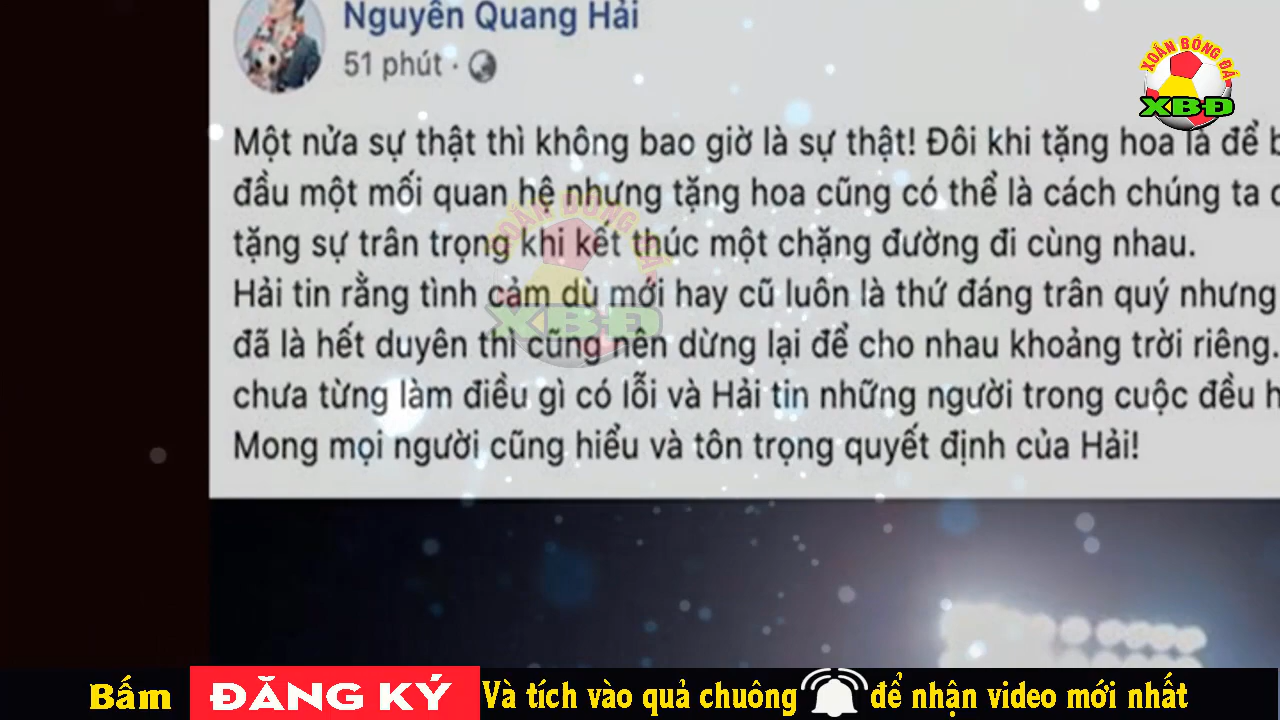 Nguyễn Quang Hải
51 phút ·
XOẮN BÓNG ĐÁ
XBĐ
Một nửa sự thật thì không bao giờ là sự thật! Đôi khi tặng hoa là để b
đầu một mối quan hệ nhưng tặng hoa cũng có thể là cách chúng ta
tặng sự trân trọng khi kết thúc một chặng đường đi cùng nhau.
Hải tin rằng tình cảm dù mới hay cũ luôn là thứ đáng trân quý nhưng
đã là hết duyên thì cũng nên dừng lại để cho nhau khoảng trời riêng.
chưa từng làm điều gì có lỗi và Hải tin những người trong cuộc đều h
Mong mọi người cũng hiểu và tôn trọng quyết định của Hải!
XOẮN BÓNG ĐÁ
XBĐ
Bấm ĐĂNG KÝ Và tích vào quả chuông để nhận video mới nhất